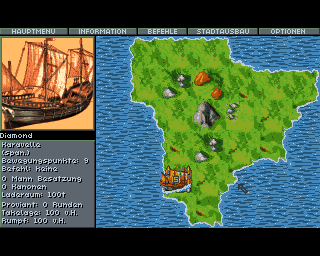 HAUPTMENU INFORMATION BEFEHLE STADTAUSBAU OPTIONEN
Diamond
Karavelle
(span.)
Bewegungspunkte: 9
Befehl: Keine
0 Mann Besatzung
0 Kanonen
Laderaum: 100t
Proviant: 0 Runden
Takelage: 100 v.H.
Rumpf: 100 v.H.